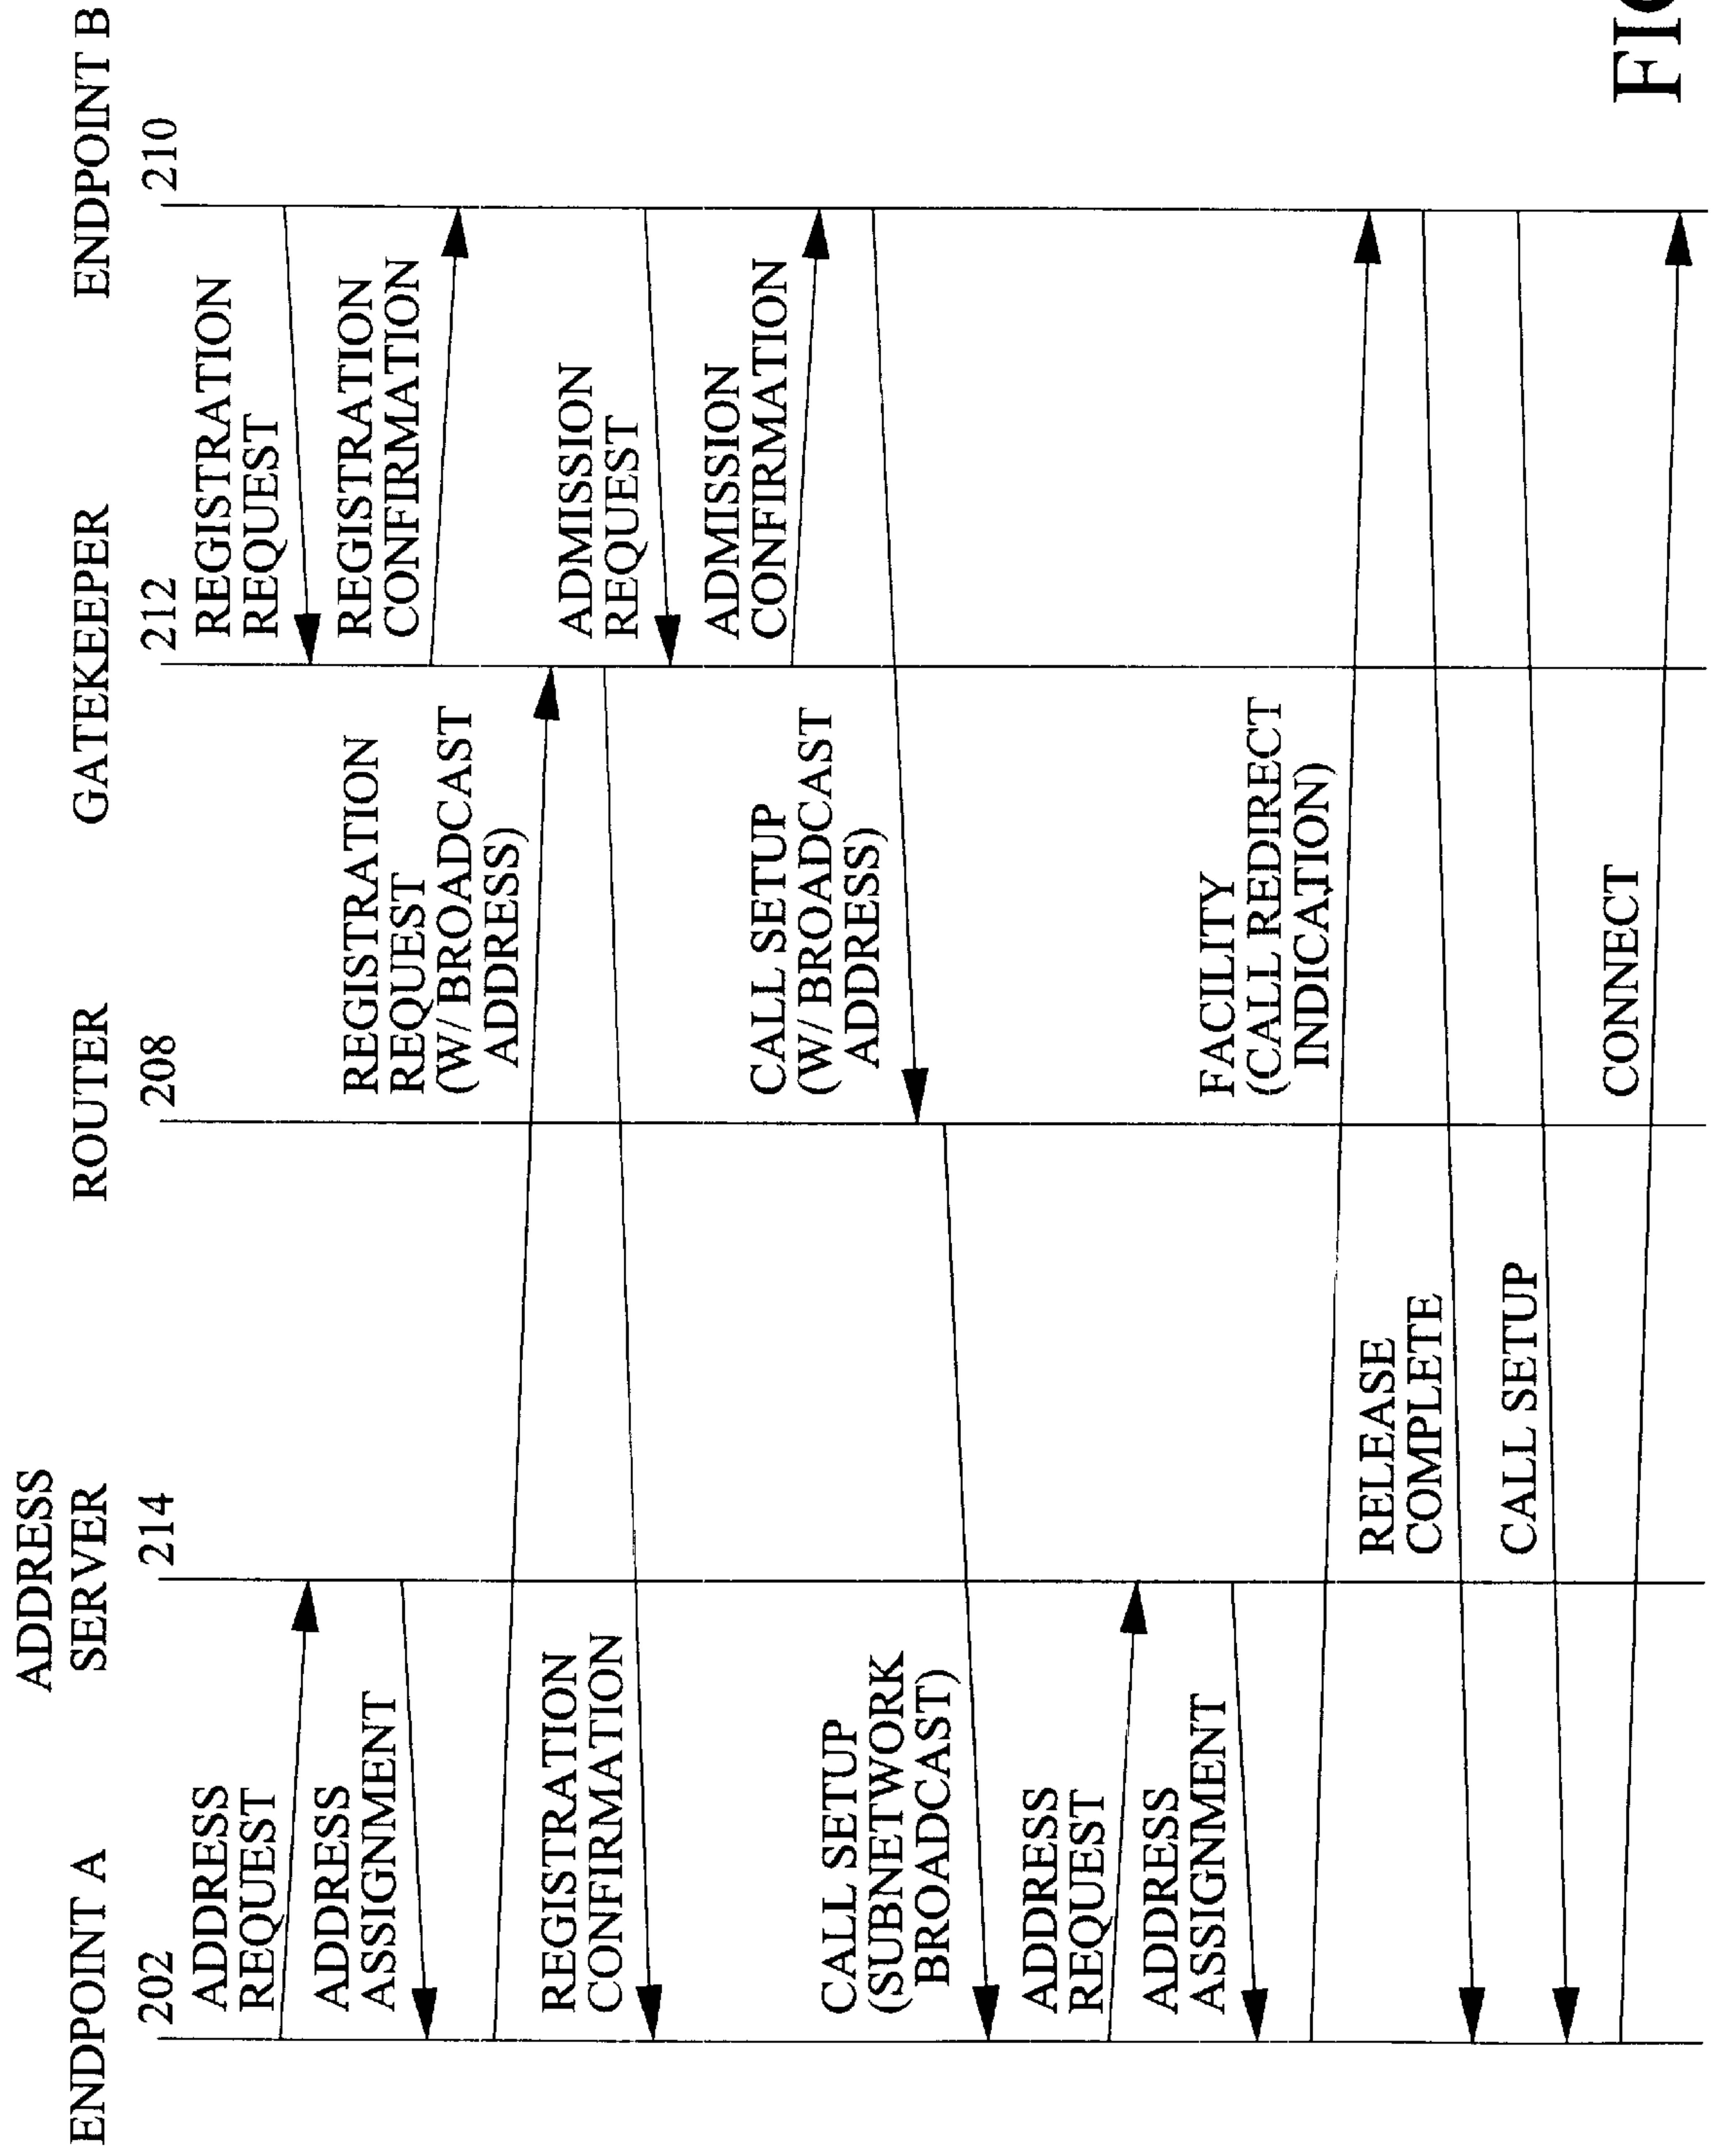 ENDPOINT A
ADDRESS
SERVER
ROUTER
GATEKEEPER
ENDPOINT B
202
214
208
212
210
ADDRESS
REQUEST
REGISTRATION
REQUEST
ADDRESS
ASSIGNMENT
REGISTRATION
CONFIRMATION
REGISTRATION
REQUEST
(W/ BROADCAST
ADDRESS)
REGISTRATION
CONFIRMATION
ADMISSION
REQUEST
ADMISSION
CONFIRMATION
CALL SETUP
(W/ BROADCAST
ADDRESS)
CALL SETUP
(SUBNETWORK
BROADCAST)
ADDRESS
REQUEST
ADDRESS
ASSIGNMENT
FACILITY
(CALL REDIRECT
INDICATION)
RELEASE
COMPLETE
CALL SETUP
CONNECT